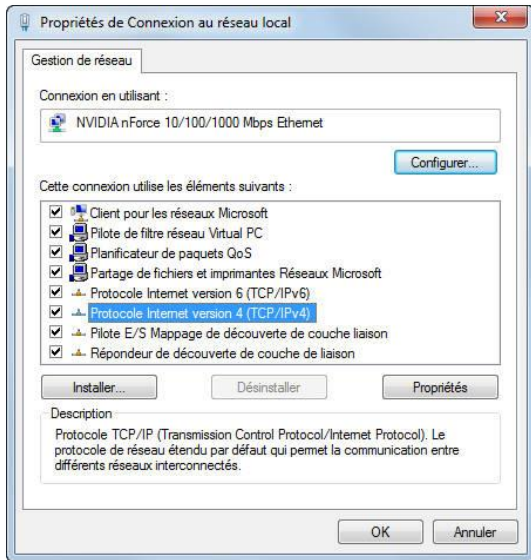 Propriétés de Connexion au réseau local
Gestion de réseau
Connexion en utilisant :
NVIDIA nForce 10/100/1000 Mbps Ethernet
Configurer...
Cette connexion utilise les éléments suivants :
Client pour les réseaux Microsoft
Pilote de filtre réseau Virtual PC
Planificateur de paquets QoS
Partage de fichiers et imprimantes Réseaux Microsoft
Protocole Internet version 6 (TCP/IPv6)
Protocole Internet version 4 (TCP/IPv4)
Pilote E/S Mappage de découverte de couche liaison
Répondeur de découverte de couche de liaison
Installer...
Désinstaller
Propriétés
Description
Protocole TCP/IP (Transmission Control Protocol/Internet Protocol). Le
protocole de réseau étendu par défaut qui permet la communication entre
différents réseaux interconnectés.
OK
Annuler